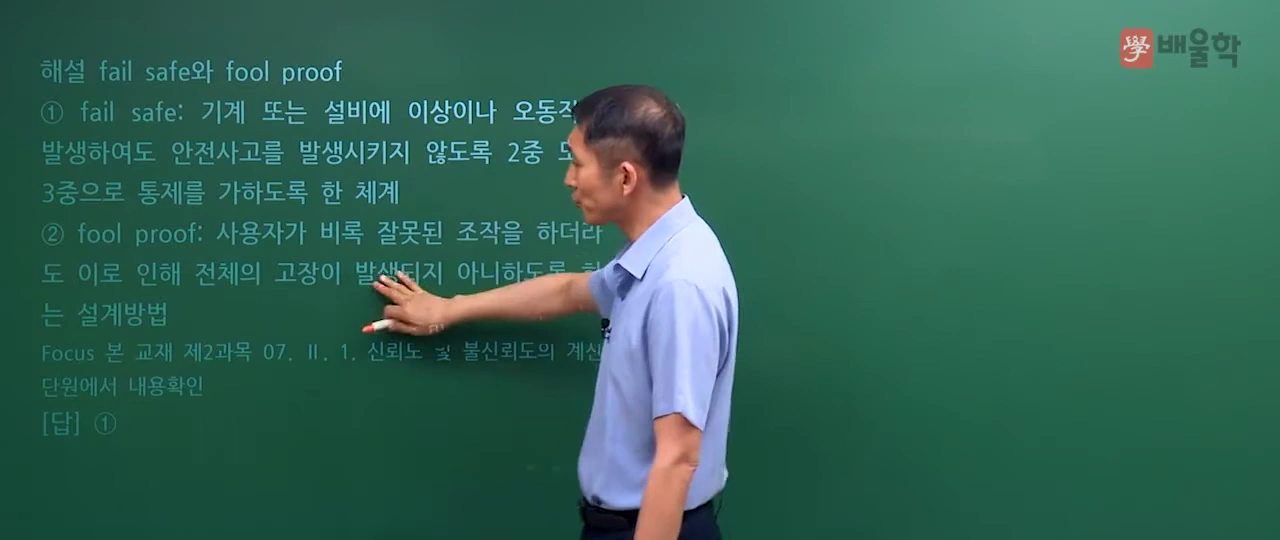 學 배울학
해설 fail safe와 fool proof
① fail safe: 기계 또는 설비에 이상이나
발생하여도 안전사고를 발생시키지 않도록 2중
3중으로 통제를 가하도록 한 체계
② fool proof: 사용자가 비록 잘못된 조작을 하더라
도 이로 인해 전체의 고장이 발생되지 아니하도록
는 설계방법
Focus 본 교재 제2과목 07. Ⅱ. 1. 신뢰도 및 불신뢰도의
단원에서 내용확인
[답] ①